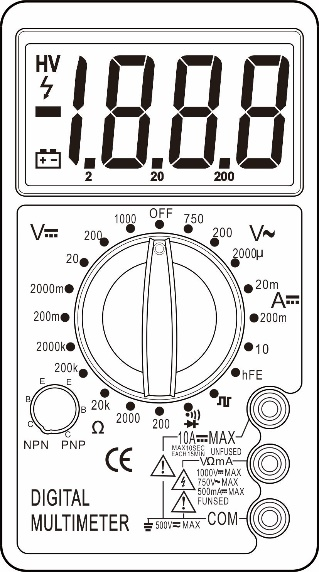 HV
-1.8.8.8
2 20 200
OFF
1000 750
V⎓ 200 200 V~
20 2000µ
2000m 20m
A⎓
200m 200m
2000k 10
200k hFE
E E
B B
C C
20k
NPN PNP
Ω 2000 200
10A⎓MAX
MAX10SEC UNFUSED
EACH15MIN
VΩmA
1000V⎓MAX
750V~MAX
500mA⎓MAX
FUNSED
CE
DIGITAL
MULTIMETER
500V⎓MAX
COM